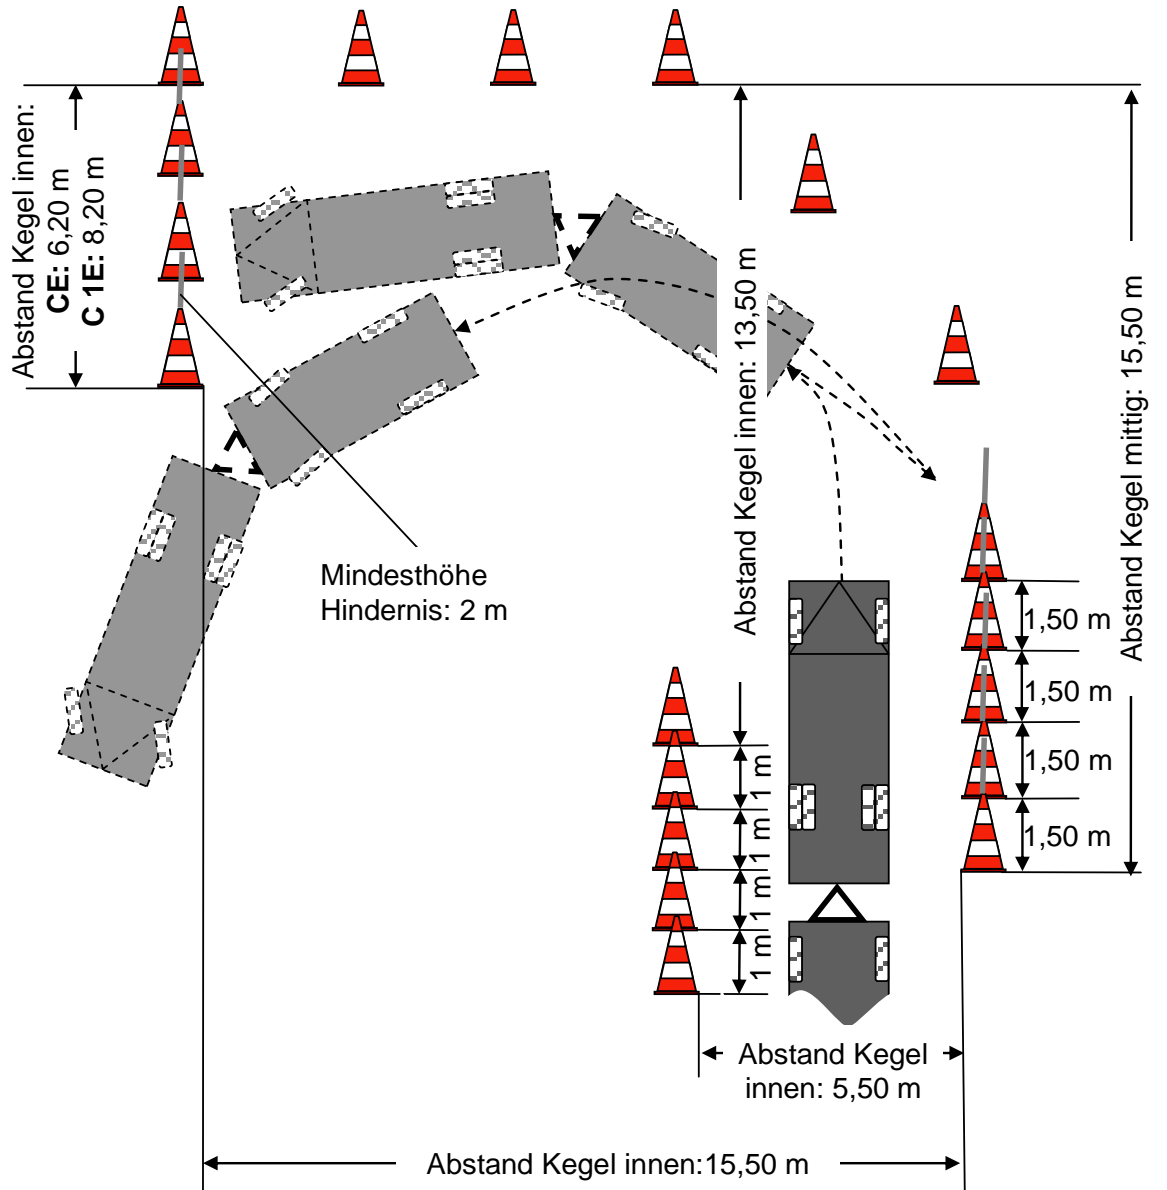 Abstand Kegel innen:
CE: 6,20 m
C 1E: 8,20 m
Abstand Kegel innen: 13,50 m
Abstand Kegel mittig: 15,50 m
Mindesthöhe
Hindernis: 2 m
1,50 m
1,50 m
1,50 m
1,50 m
1 m
1 m
1 m
1 m
Abstand Kegel
innen: 5,50 m
Abstand Kegel innen:15,50 m